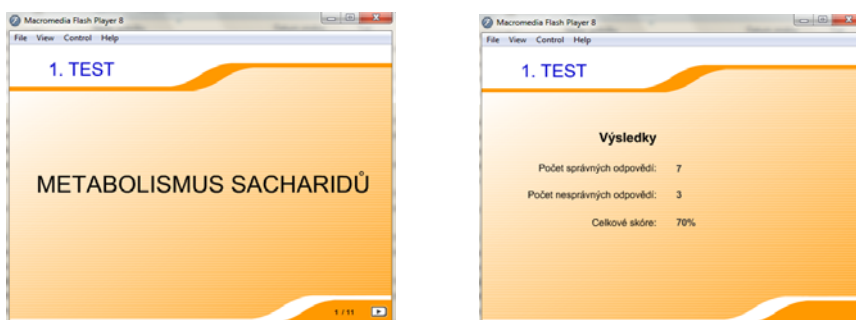 Macromedia Flash Player 8
File View Control Help
1. TEST
METABOLISMUS SACHARIDŮ
1 / 11
Macromedia Flash Player 8
File View Control Help
1. TEST
Výsledky
Počet správných odpovědí: 7
Počet nesprávných odpovědí: 3
Celkové skóre: 70%